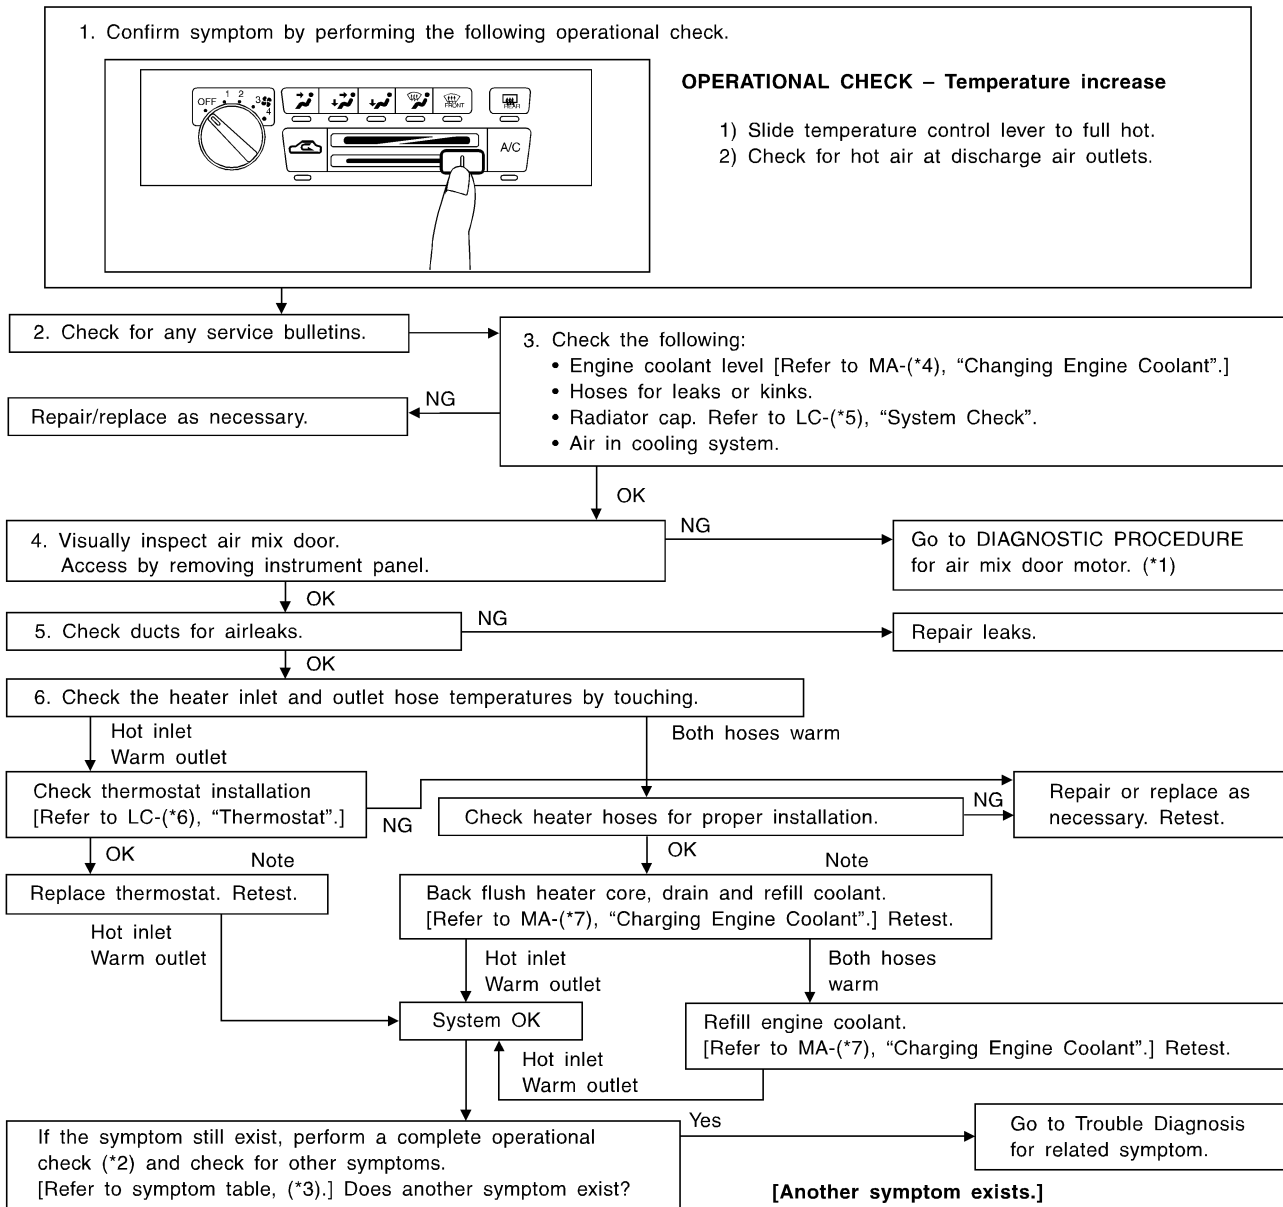 1. Confirm symptom by performing the following operational check.
OFF
1
2
3
4
FRONT
REAR
A/C
OPERATIONAL CHECK – Temperature increase
1) Slide temperature control lever to full hot.
2) Check for hot air at discharge air outlets.
2. Check for any service bulletins.
3. Check the following:
• Engine coolant level [Refer to MA-(*4), “Changing Engine Coolant”.]
• Hoses for leaks or kinks.
• Radiator cap. Refer to LC-(*5), “System Check”.
• Air in cooling system.
NG
Repair/replace as necessary.
OK
4. Visually inspect air mix door.
Access by removing instrument panel.
NG
Go to DIAGNOSTIC PROCEDURE
for air mix door motor. (*1)
OK
5. Check ducts for airleaks.
NG
Repair leaks.
OK
6. Check the heater inlet and outlet hose temperatures by touching.
Hot inlet
Warm outlet
Both hoses warm
Check thermostat installation
[Refer to LC-(*6), “Thermostat”.]
NG
Check heater hoses for proper installation.
NG
Repair or replace as
necessary. Retest.
OK
Note
Replace thermostat. Retest.
OK
Note
Back flush heater core, drain and refill coolant.
[Refer to MA-(*7), “Charging Engine Coolant”.] Retest.
Hot inlet
Warm outlet
Hot inlet
Warm outlet
Both hoses
warm
System OK
Refill engine coolant.
[Refer to MA-(*7), “Charging Engine Coolant”.] Retest.
Hot inlet
Warm outlet
If the symptom still exist, perform a complete operational
check (*2) and check for other symptoms.
[Refer to symptom table, (*3).] Does another symptom exist?
Yes
Go to Trouble Diagnosis
for related symptom.
[Another symptom exists.]